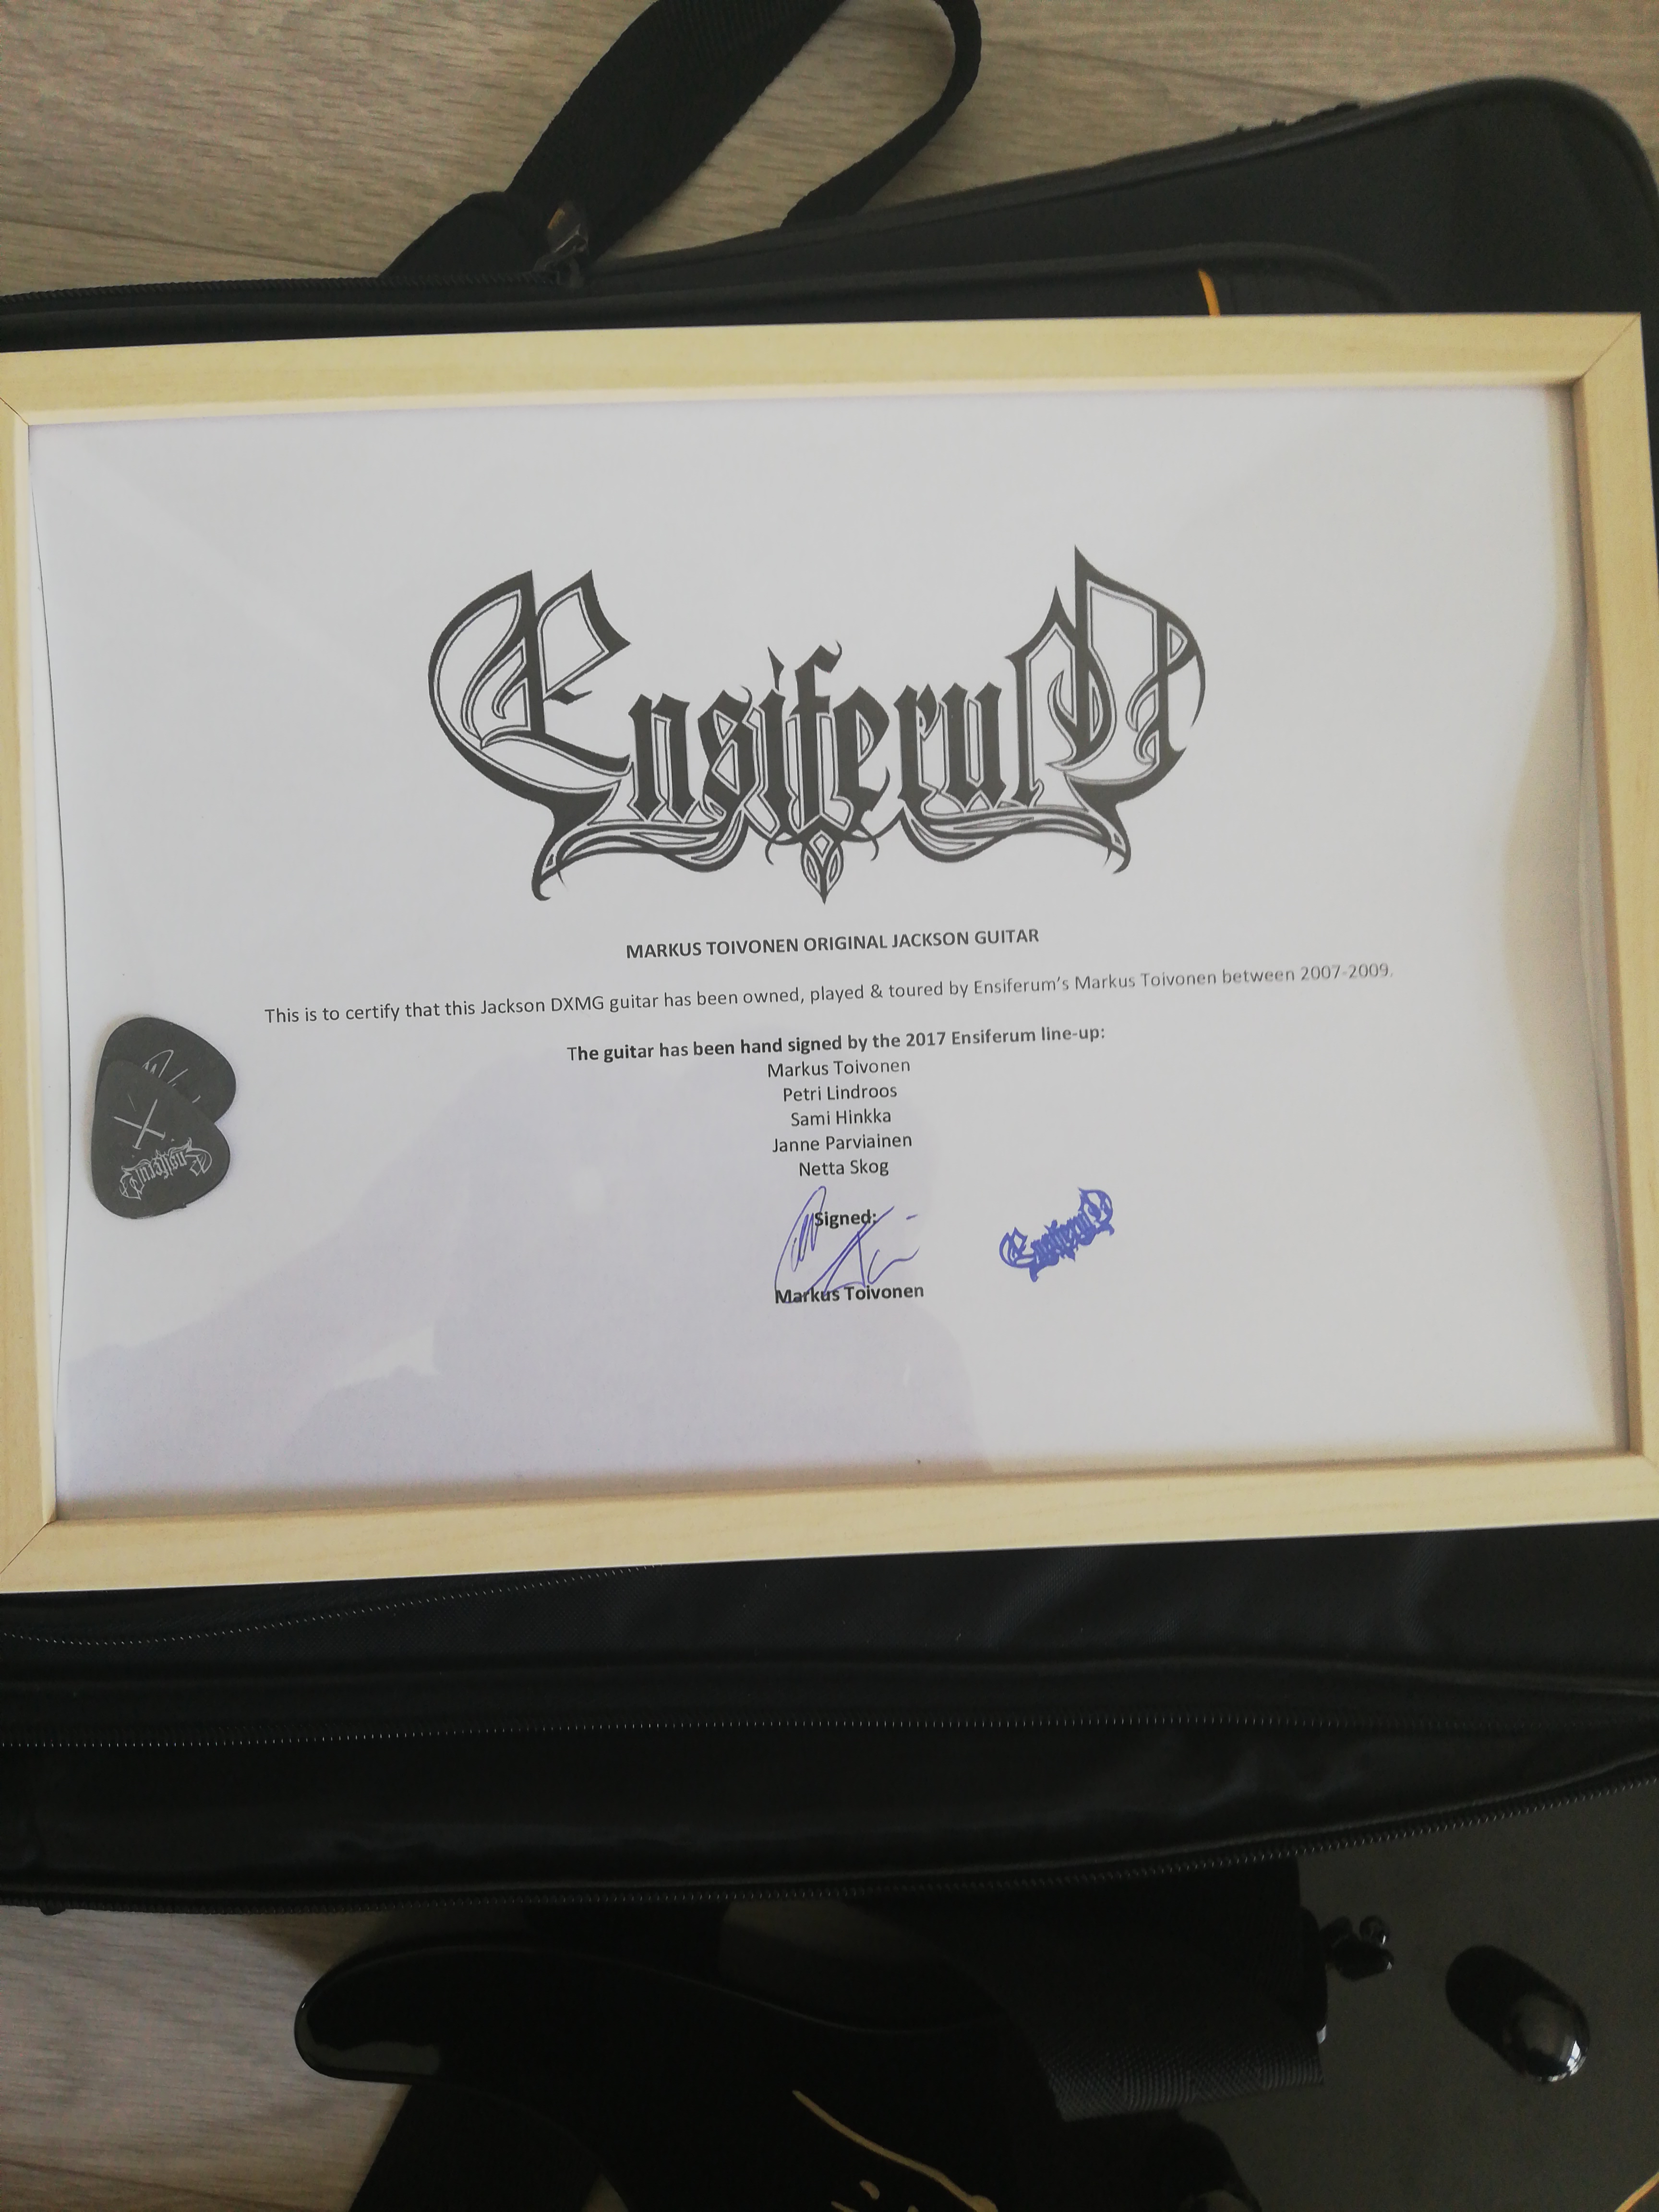 Ensiferum
MARKUS TOIVONEN ORIGINAL JACKSON GUITAR
This is to certify that this Jackson DXMG guitar has been owned, played & toured by Ensiferum's Markus Toivonen between 2007-2009.
The guitar has been hand signed by the 2017 Ensiferum line-up:
Markus Toivonen
Petri Lindroos
Sami Hinkka
Janne Parviainen
Netta Skog
Signed:
Markus Toivonen
Ensiferum
Ensiferum